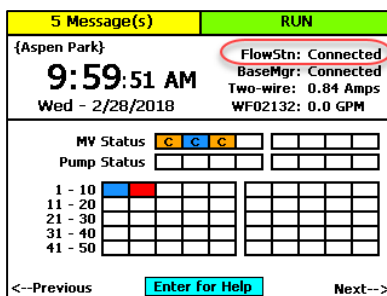 5 Message(s) RUN
{Aspen Park} FlowStn: Connected
9:59:51 AM BaseMgr: Connected
Two-wire: 0.84 Amps
Wed - 2/28/2018 WF02132: 0.0 GPM
MV Status C C C
Pump Status
1 - 10
11 - 20
21 - 30
31 - 40
41 - 50
<--Previous Enter for Help Next-->